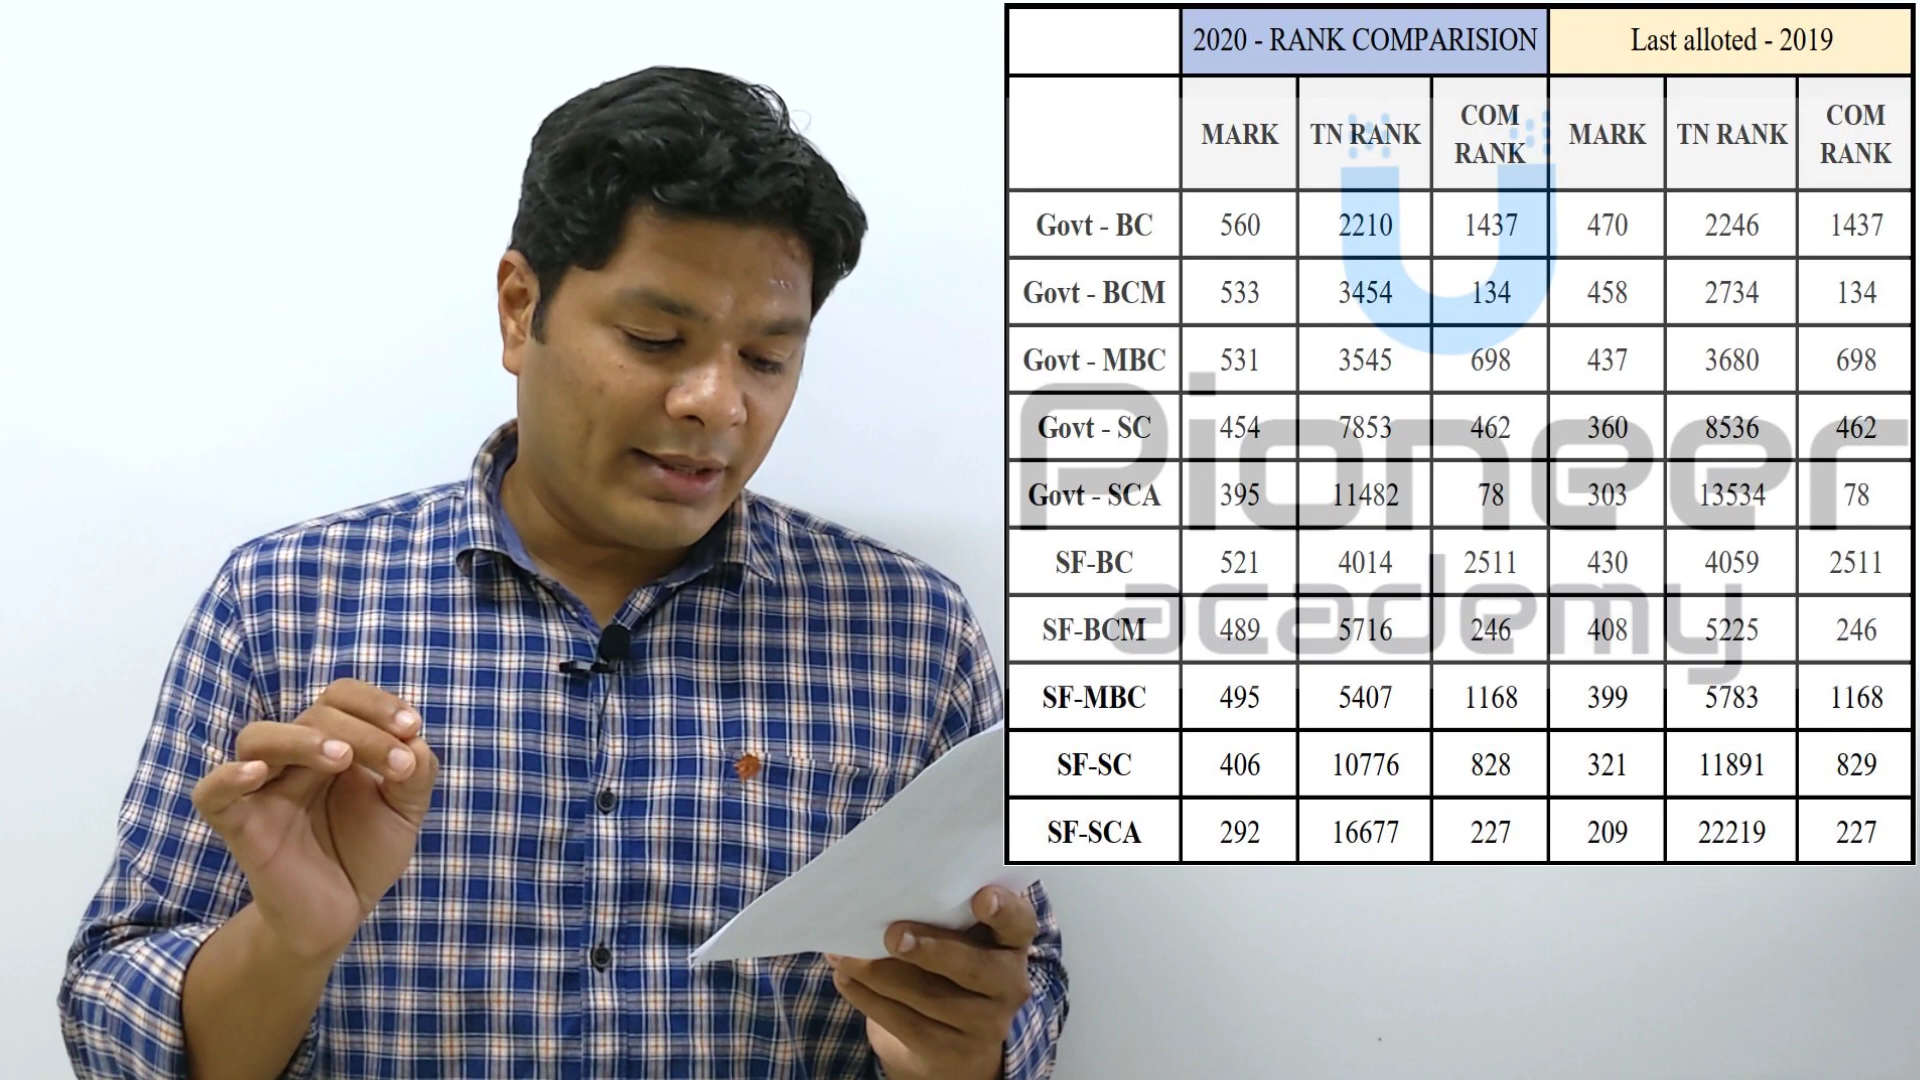 2020 - RANK COMPARISION Last alloted - 2019
MARK TN RANK COM RANK MARK TN RANK COM RANK
Govt - BC 560 2210 1437 470 2246 1437
Govt - BCM 533 3454 134 458 2734 134
Govt - MBC 531 3545 698 437 3680 698
Govt - SC 454 7853 462 360 8536 462
Govt - SCA 395 11482 78 303 13534 78
SF-BC 521 4014 2511 430 4059 2511
SF-BCM 489 5716 246 408 5225 246
SF-MBC 495 5407 1168 399 5783 1168
SF-SC 406 10776 828 321 11891 829
SF-SCA 292 16677 227 209 22219 227
Pioneer
academy